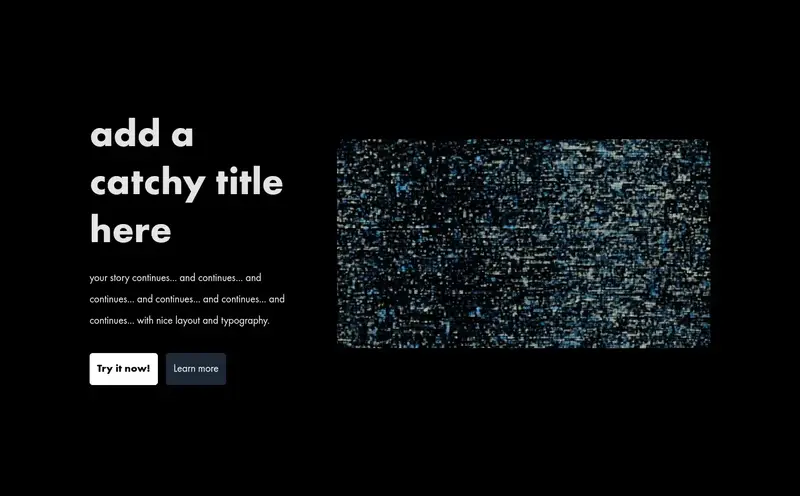 add a
catchy title
here
your story continues... and continues... and
continues... and continues... and continues... and
continues... with nice layout and typography.
Try it now!
Learn more